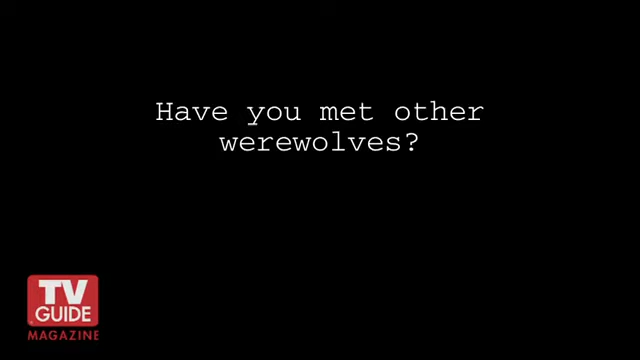 Have you met other
werewolves?
TV
GUIDE
MAGAZINE